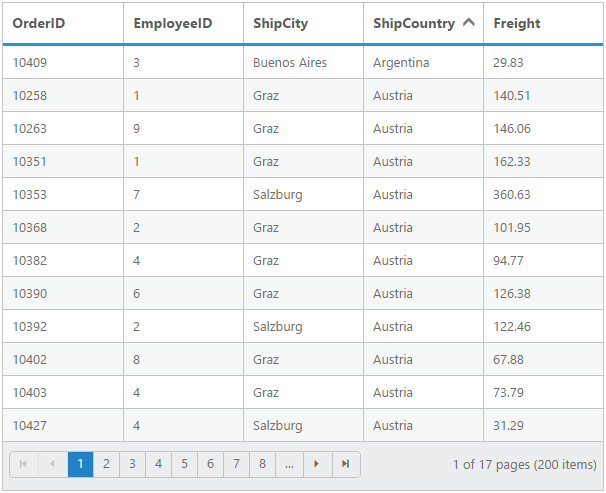 OrderID EmployeeID ShipCity ShipCountry Freight
10409 3 Buenos Aires Argentina 29.83
10258 1 Graz Austria 140.51
10263 9 Graz Austria 146.06
10351 1 Graz Austria 162.33
10353 7 Salzburg Austria 360.63
10368 2 Graz Austria 101.95
10382 4 Graz Austria 94.77
10390 6 Graz Austria 126.38
10392 2 Salzburg Austria 122.46
10402 8 Graz Austria 67.88
10403 4 Graz Austria 73.79
10427 4 Salzburg Austria 31.29
1 2 3 4 5 6 7 8 ... 1 of 17 pages (200 items)